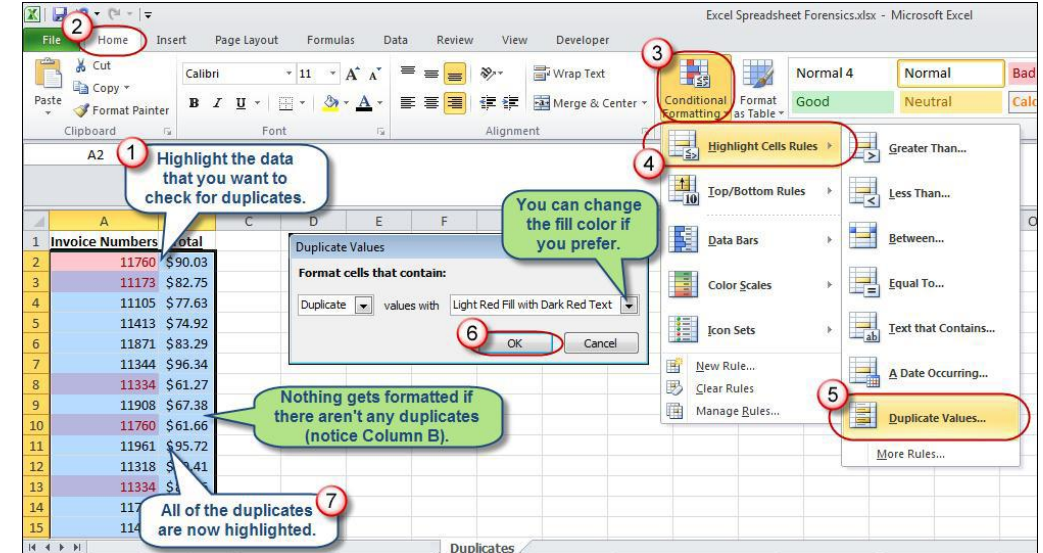 Excel Spreadsheet Forensics.xlsx - Microsoft Excel
2
File Home Insert Page Layout Formulas Data Review View Developer
3
Cut
Copy
Paste
Format Painter
Clipboard
Calibri 11 A A
B I U A
Font
Wrap Text
Merge & Center
Alignment
Conditional Formatting
Format as Table
Normal 4 Normal Bad
Good Neutral
A2
1
Highlight the data
that you want to
check for duplicates.
4
Highlight Cells Rules
Top/Bottom Rules
Data Bars
Color Scales
Icon Sets
New Rule...
Clear Rules
Manage Rules...
Greater Than...
Less Than...
Between...
Equal To...
Text that Contains...
A Date Occurring...
5
Duplicate Values...
More Rules...
You can change
the fill color if
you prefer.
A C D E F O
1 Invoice Numbers Total
2 11760 $90.03
3 11173 $82.75
4 11105 $77.63
5 11413 $74.92
6 11871 $83.29
7 11344 $96.34
8 11334 $61.27
9 11908 $67.38
10 11760 $61.66
11 11961 $95.72
12 11318
13 11334
14
15
Duplicate Values
Format cells that contain:
Duplicate values with Light Red Fill with Dark Red Text
6
OK Cancel
Nothing gets formatted if
there aren't any duplicates
(notice Column B).
7
All of the duplicates
are now highlighted.
Duplicates